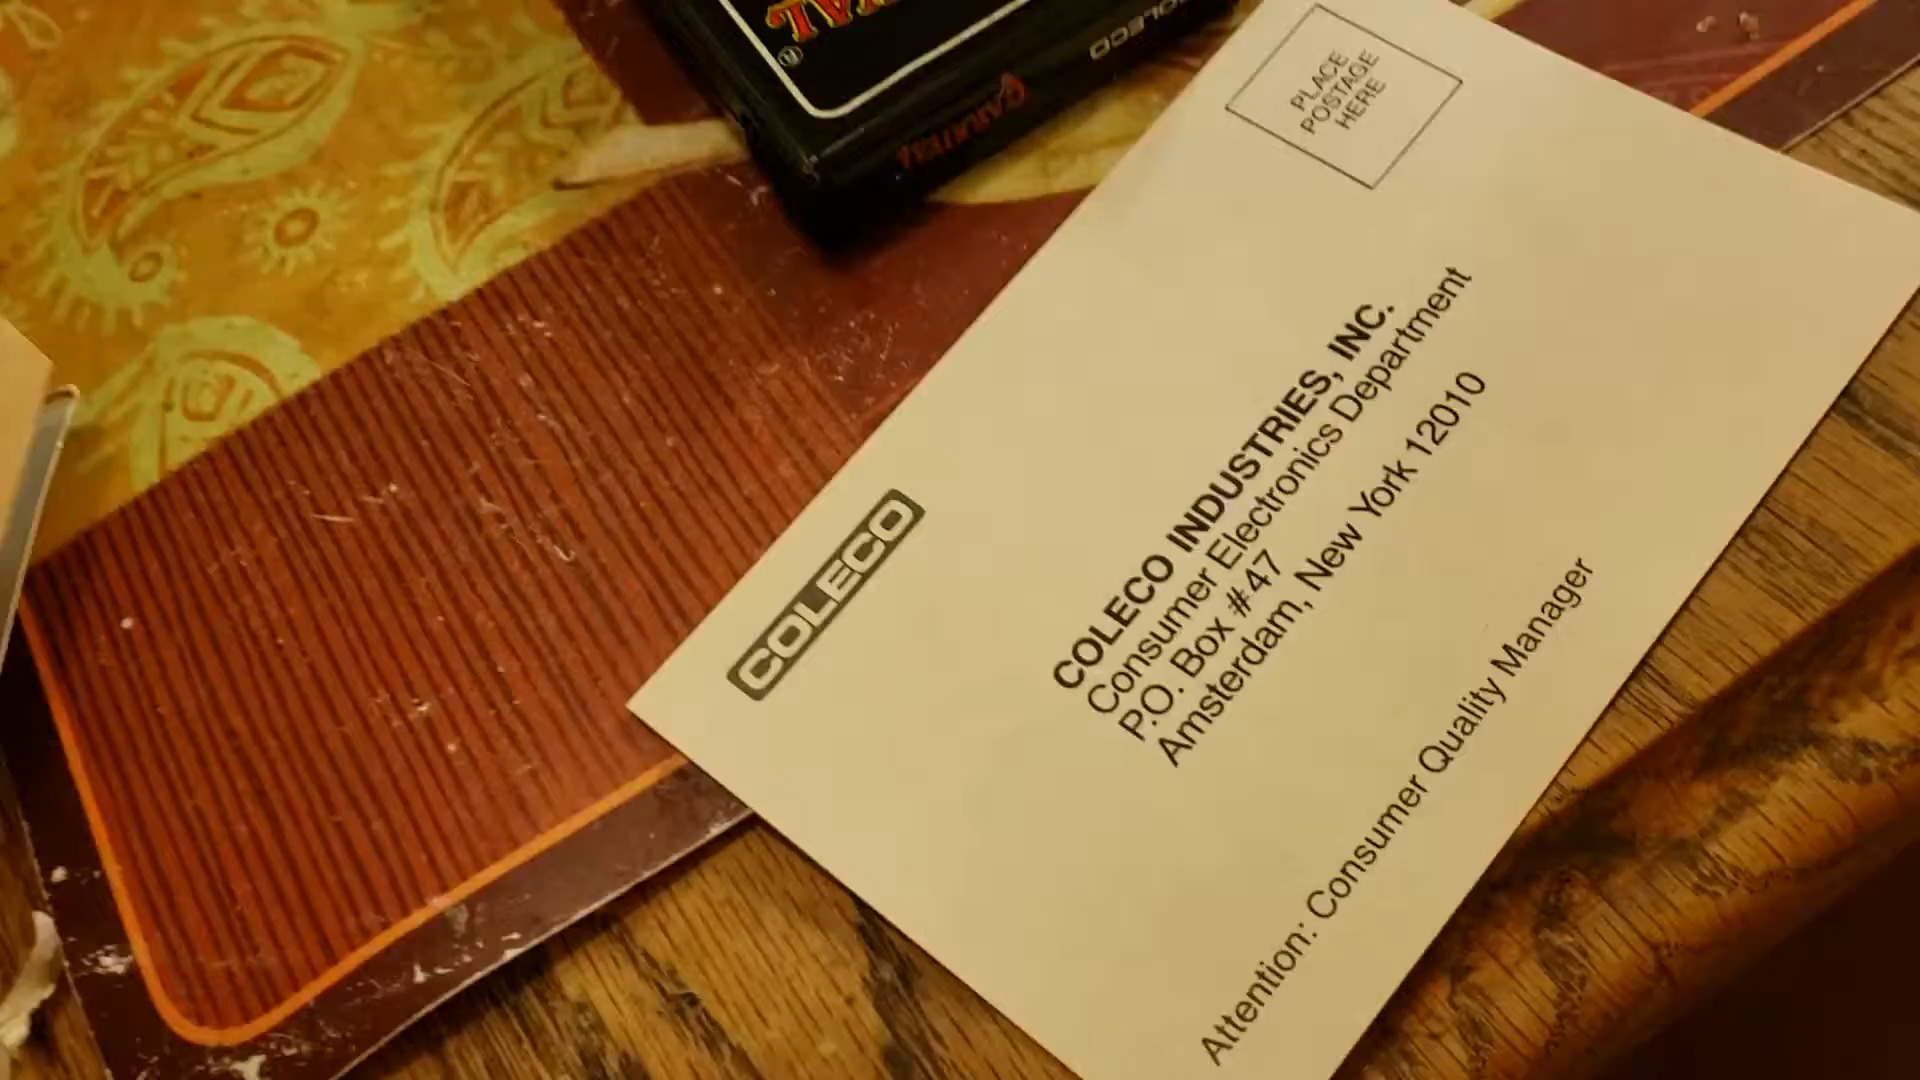 VAL
®
COLECO
CARNIVAL
PLACE
POSTAGE
HERE
COLECO
COLECO INDUSTRIES, INC.
Consumer Electronics Department
P.O. Box #47
Amsterdam, New York 12010
Attention: Consumer Quality Manager